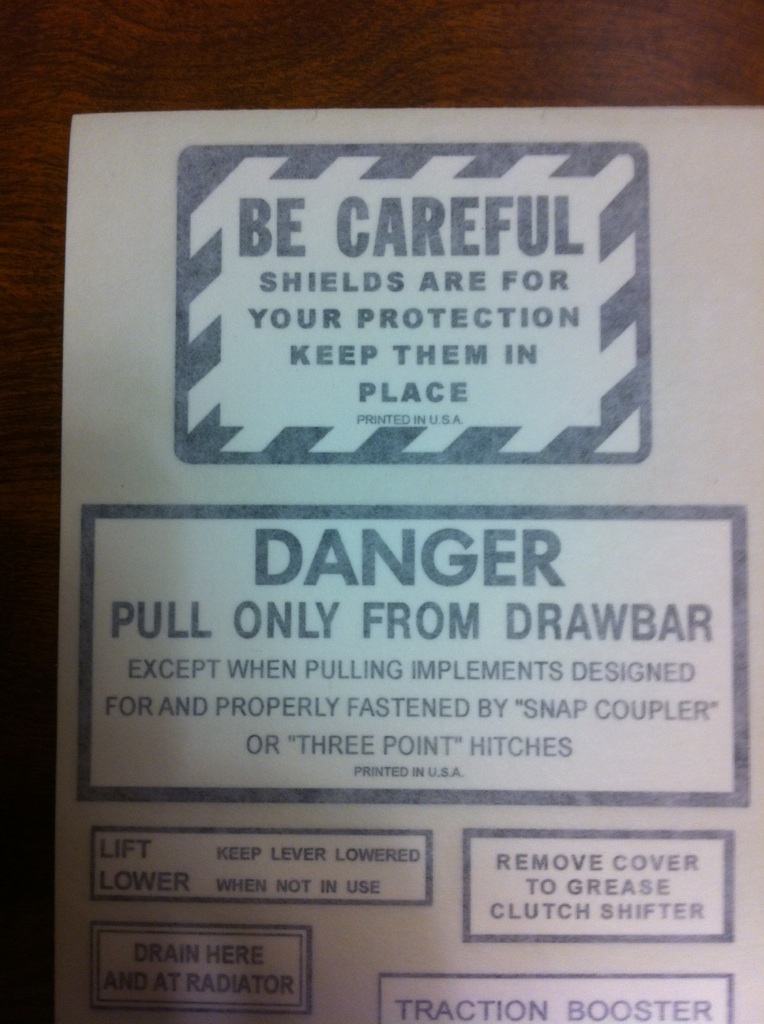 BE CAREFUL
SHIELDS ARE FOR
YOUR PROTECTION
KEEP THEM IN
PLACE
PRINTED IN U.S.A.
DANGER
PULL ONLY FROM DRAWBAR
EXCEPT WHEN PULLING IMPLEMENTS DESIGNED
FOR AND PROPERLY FASTENED BY "SNAP COUPLER"
OR "THREE POINT" HITCHES
PRINTED IN U.S.A.
LIFT KEEP LEVER LOWERED
LOWER WHEN NOT IN USE
REMOVE COVER
TO GREASE
CLUTCH SHIFTER
DRAIN HERE
AND AT RADIATOR
TRACTION BOOSTER